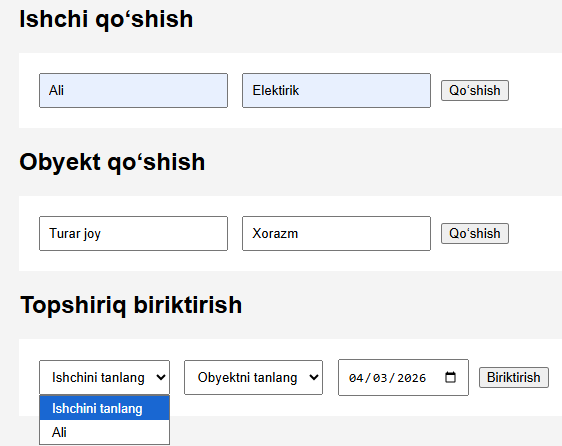 Ishchi qo‘shish
Ali Elektirik Qo‘shish
Obyekt qo‘shish
Turar joy Xorazm Qo‘shish
Topshiriq biriktirish
Ishchini tanlang Obyektni tanlang 04/03/2026 Biriktirish
Ishchini tanlang
Ali